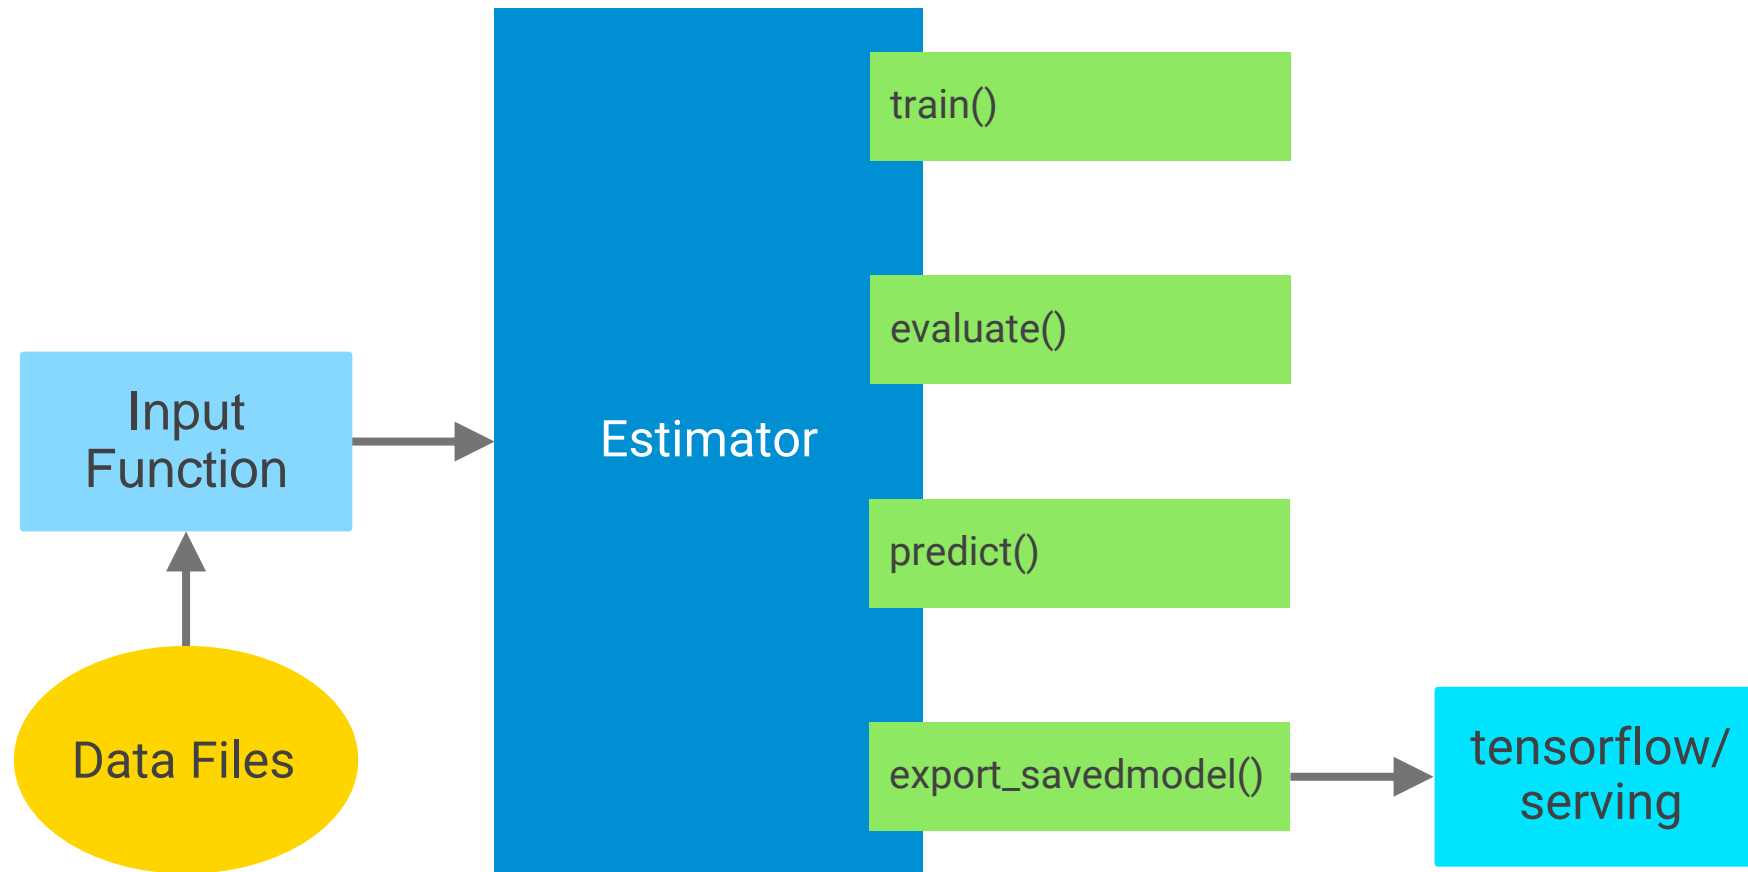 train()
evaluate()
Input
Function
Estimator
predict()
Data Files
export_savedmodel()
tensorflow/
serving